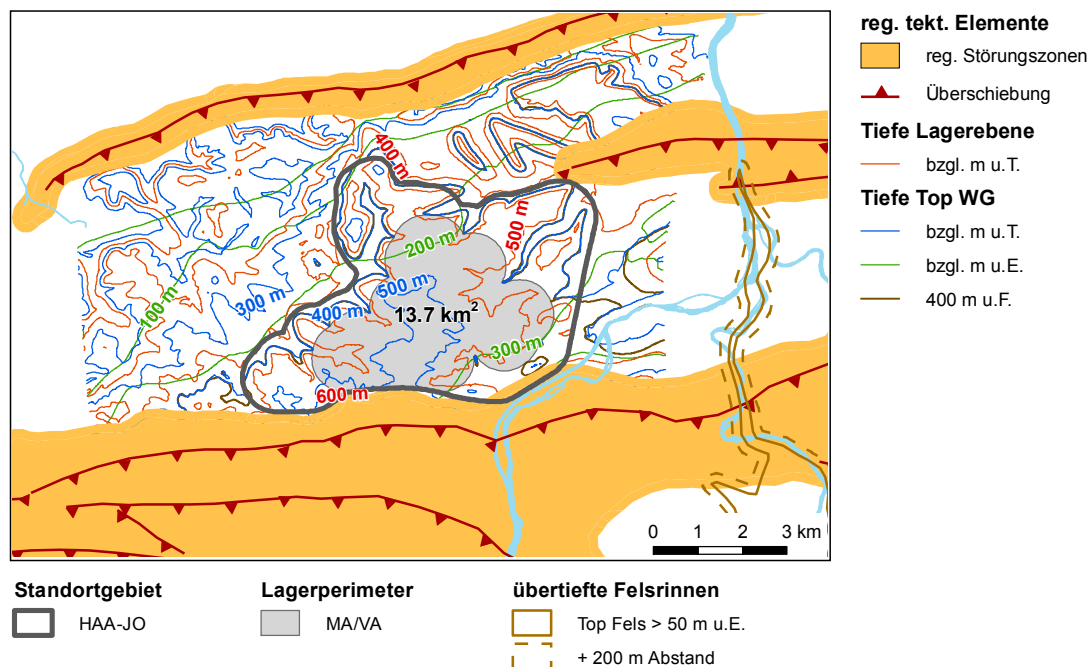 400 m
200 m
500 m
500 m
300 m
100 m
400 m
13.7 km²
300 m
600 m
0 1 2 3 km
reg. tekt. Elemente
reg. Störungszonen
Überschiebung
Tiefe Lagerebene
bzgl. m u.T.
Tiefe Top WG
bzgl. m u.T.
bzgl. m u.E.
400 m u.F.
Standortgebiet
HAA-JO
Lagerperimeter
MA/VA
übertiefte Felsrinnen
Top Fels > 50 m u.E.
+ 200 m Abstand